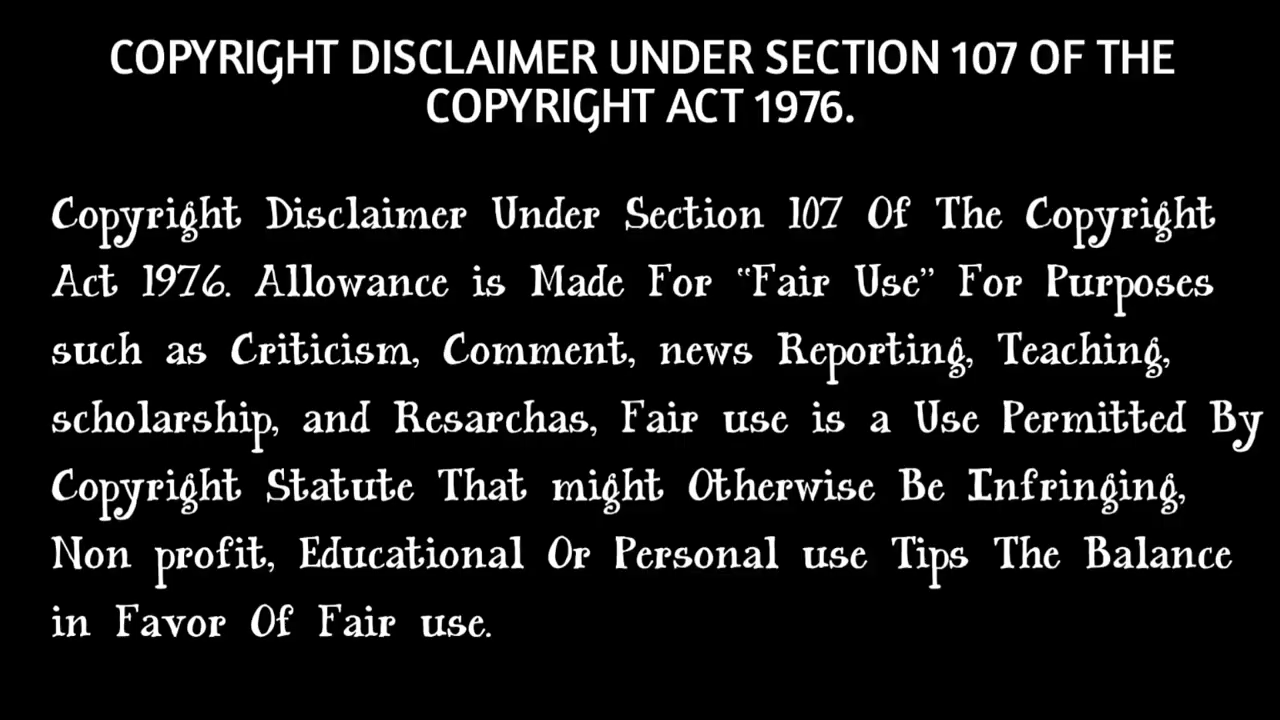 COPYRIGHT DISCLAIMER UNDER SECTION 107 OF THE
COPYRIGHT ACT 1976.
Copyright Disclaimer Under Section 107 Of The Copyright
Act 1976. Allowance is Made For “Fair Use” For Purposes
such as Criticism, Comment, news Reporting, Teaching,
scholarship, and Resarchas, Fair use is a Use Permitted By
Copyright Statute That might Otherwise Be Infringing,
Non profit, Educational Or Personal use Tips The Balance
in Favor Of Fair use.